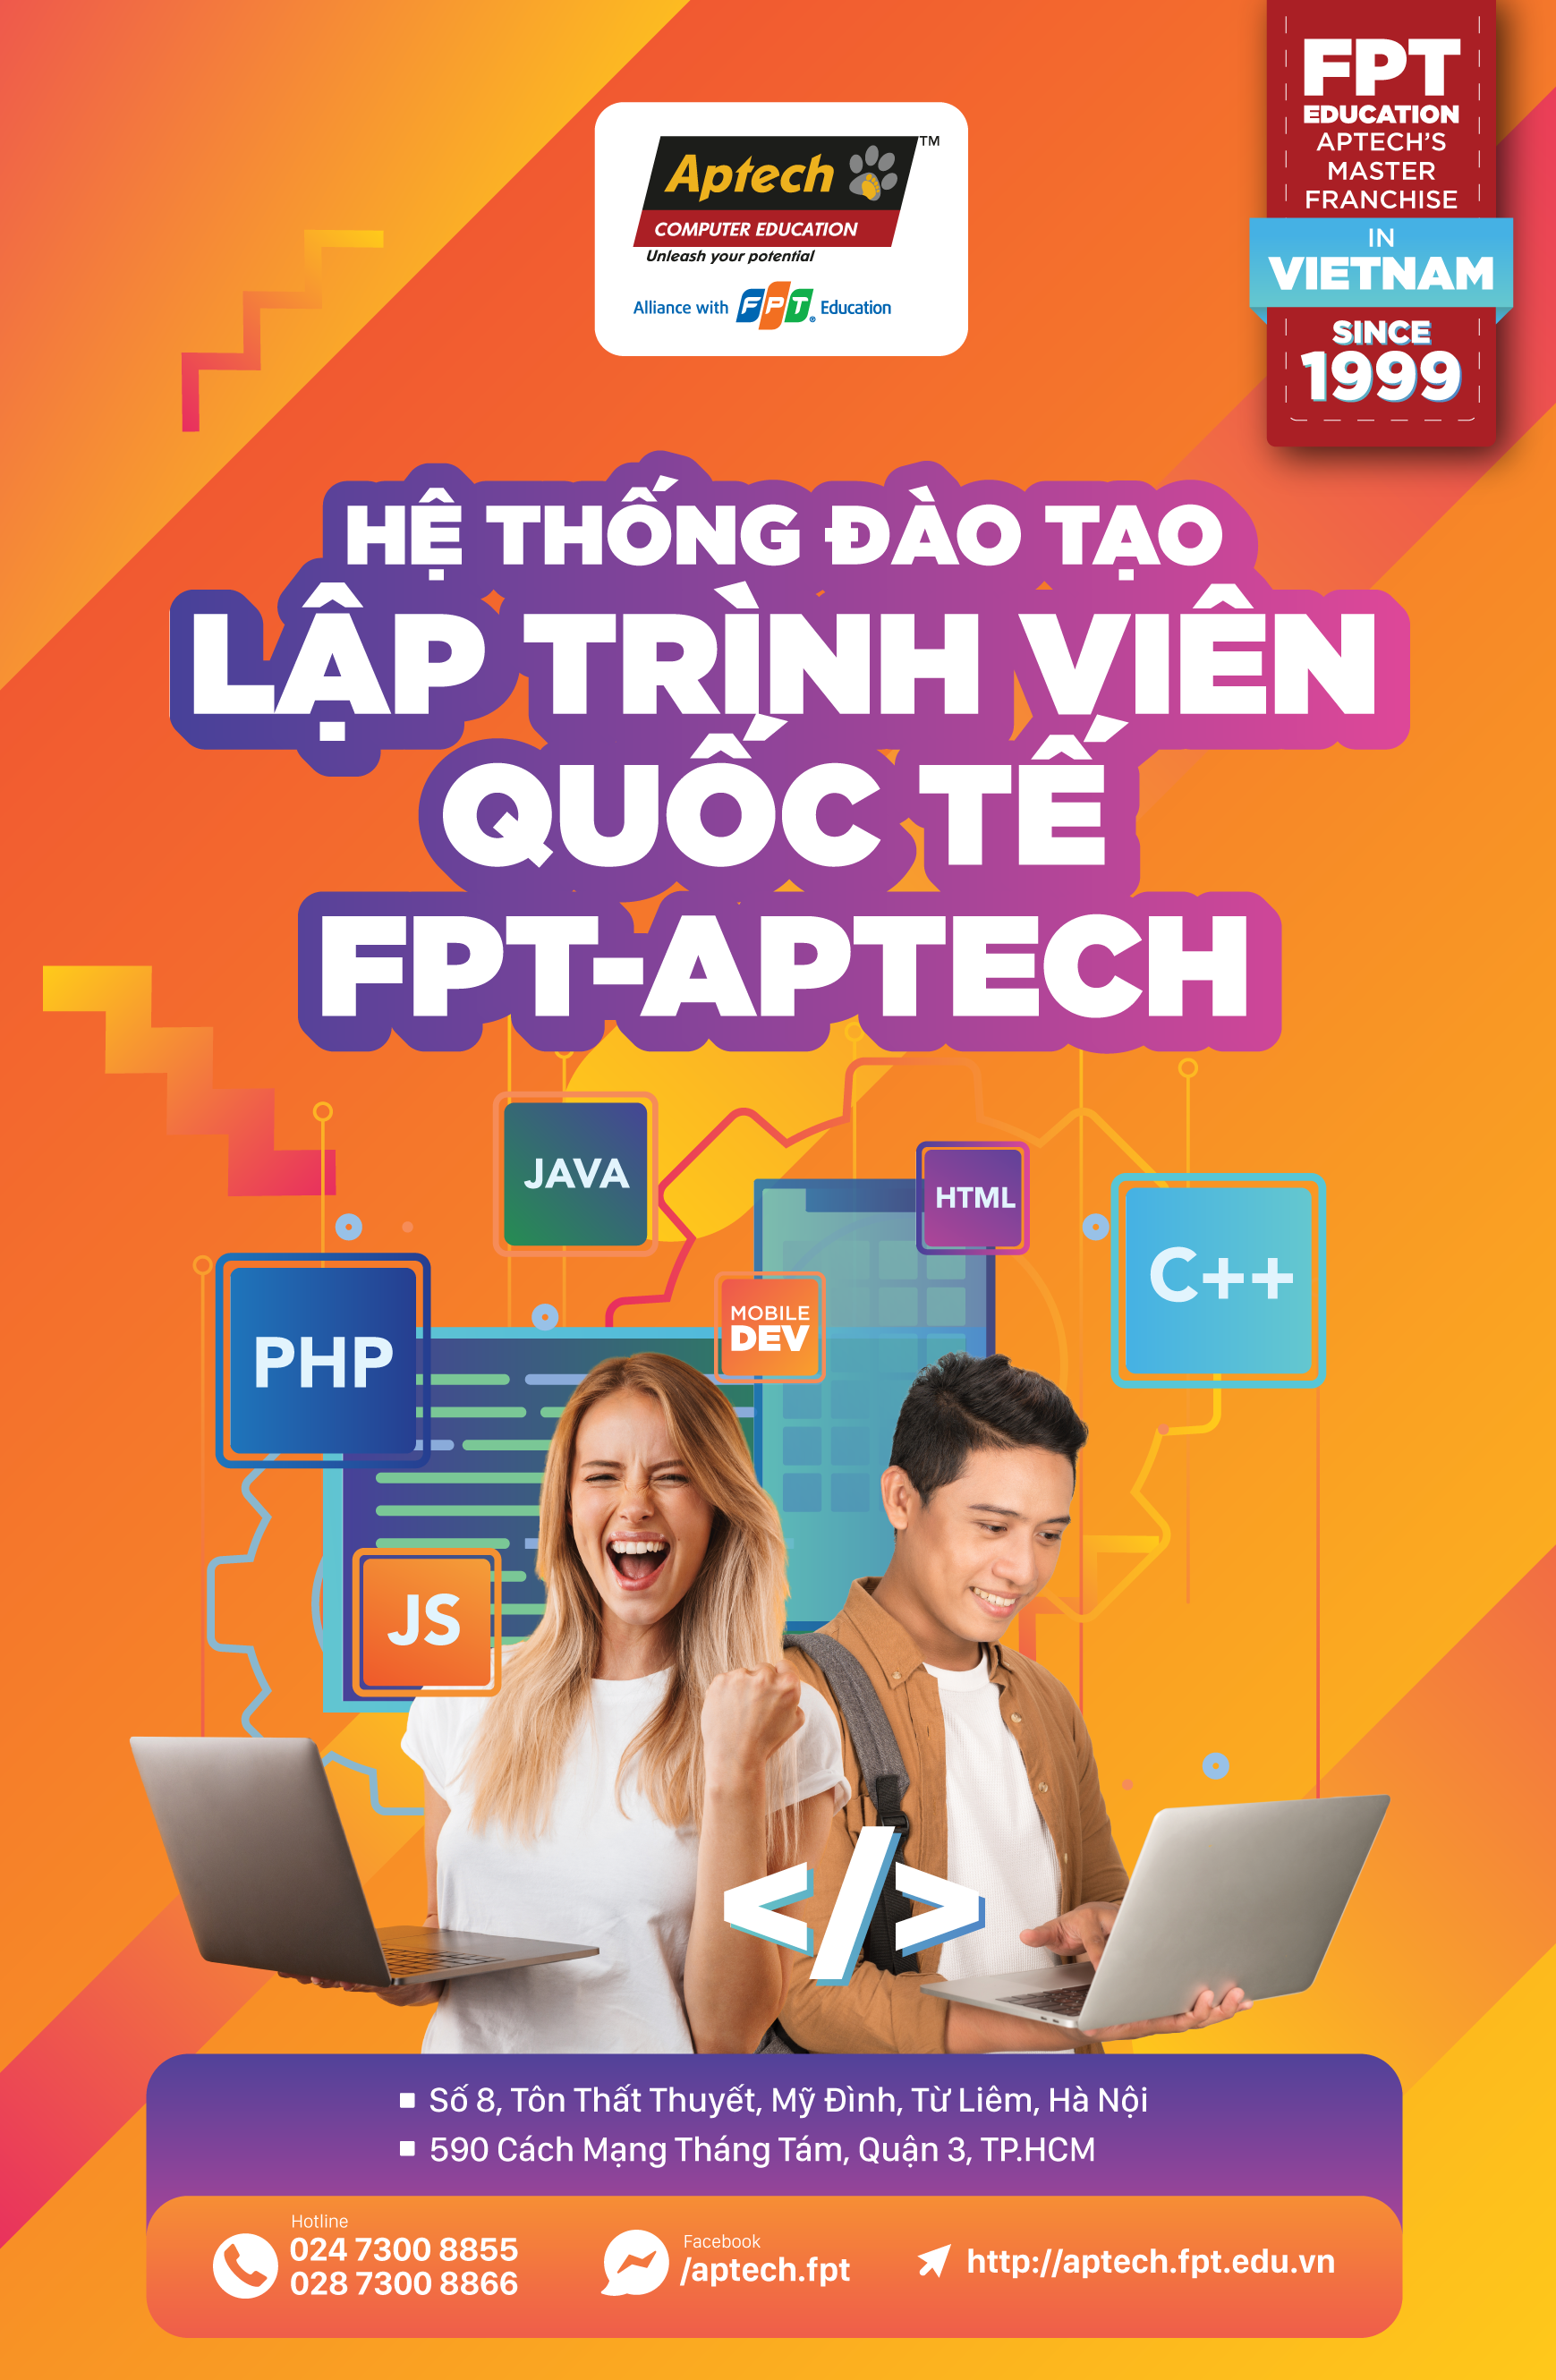 Aptech
TM
COMPUTER EDUCATION
Unleash your potential
Alliance with FPT® Education
FPT
EDUCATION
APTECH'S
MASTER
FRANCHISE
IN
VIETNAM
SINCE
1999
HỆ THỐNG ĐÀO TẠO
LẬP TRÌNH VIÊN
QUỐC TẾ
FPT-APTECH
JAVA
HTML
C++
MOBILE
DEV
PHP
JS
</>
Số 8, Tôn Thất Thuyết, Mỹ Đình, Từ Liêm, Hà Nội
590 Cách Mạng Tháng Tám, Quận 3, TP.HCM
Hotline
024 7300 8855
028 7300 8866
Facebook
/aptech.fpt
http://aptech.fpt.edu.vn